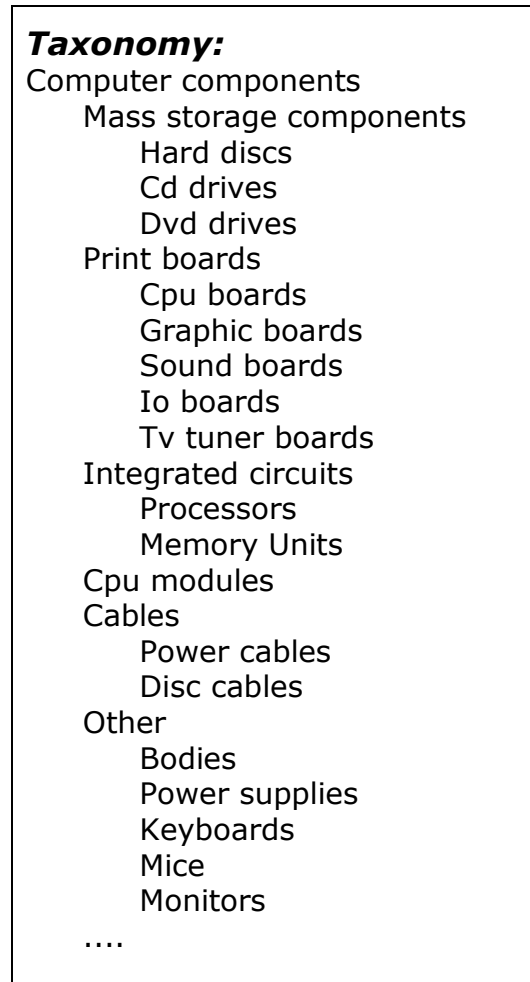 Taxonomy:
Computer components
Mass storage components
Hard discs
Cd drives
Dvd drives
Print boards
Cpu boards
Graphic boards
Sound boards
Io boards
Tv tuner boards
Integrated circuits
Processors
Memory Units
Cpu modules
Cables
Power cables
Disc cables
Other
Bodies
Power supplies
Keyboards
Mice
Monitors
....